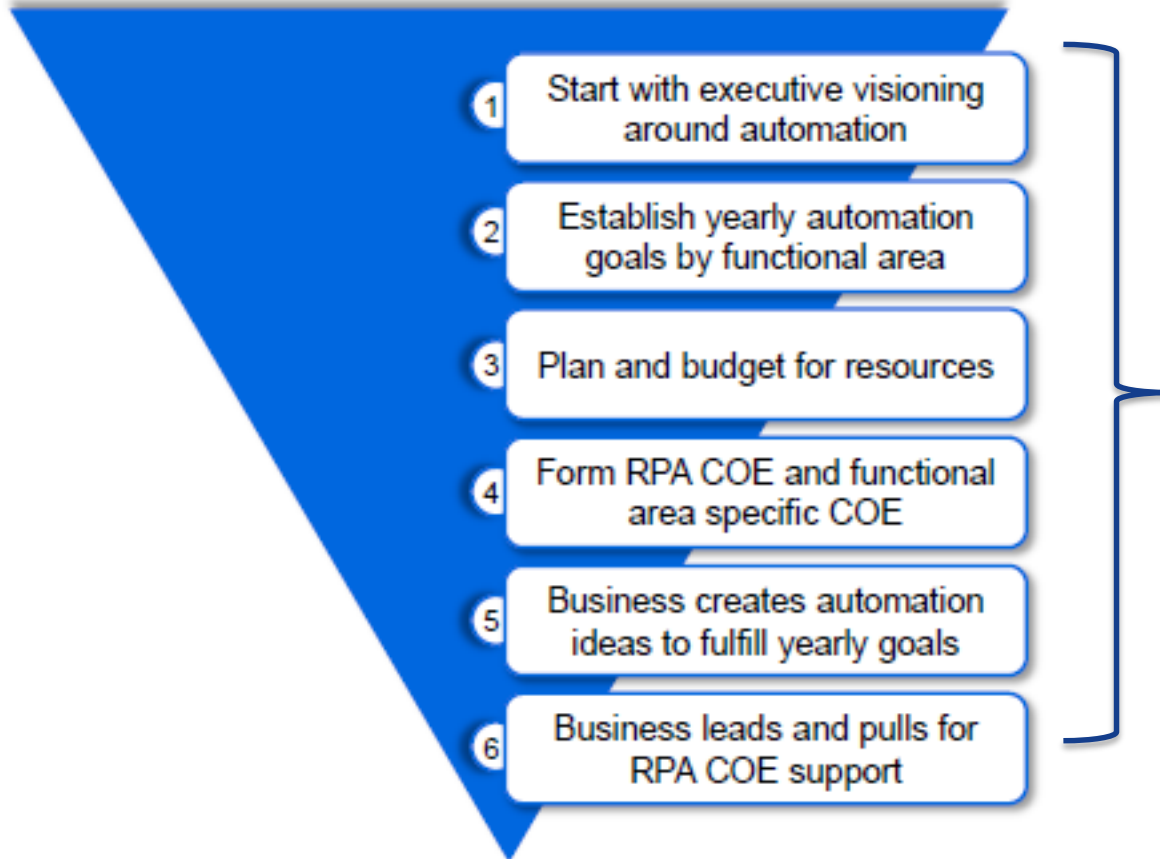 1
Start with executive visioning
around automation
2
Establish yearly automation
goals by functional area
3
Plan and budget for resources
4
Form RPA COE and functional
area specific COE
5
Business creates automation
ideas to fulfill yearly goals
6
Business leads and pulls for
RPA COE support